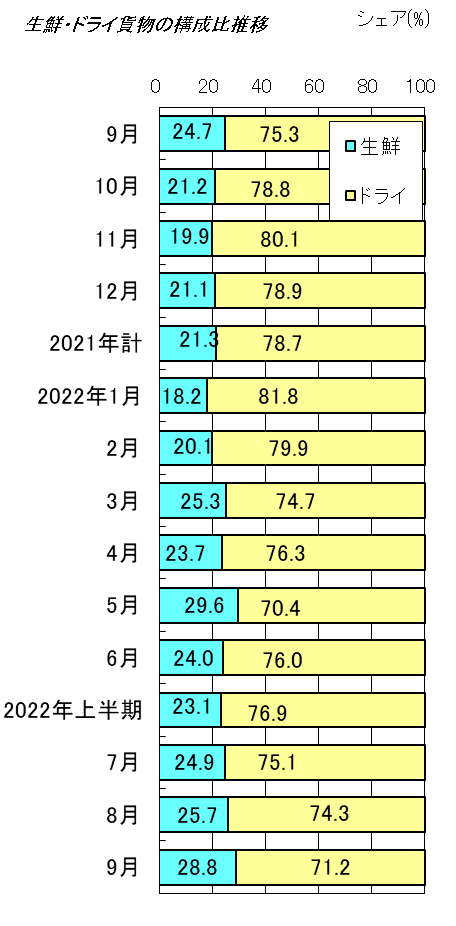 生鮮・ドライ貨物の構成比推移
シェア(%)
0 20 40 60 80 100
9月 24.7 75.3
生鮮
10月 21.2 78.8
ドライ
11月 19.9 80.1
12月 21.1 78.9
2021年計 21.3 78.7
2022年1月 18.2 81.8
2月 20.1 79.9
3月 25.3 74.7
4月 23.7 76.3
5月 29.6 70.4
6月 24.0 76.0
2022年上半期 23.1 76.9
7月 24.9 75.1
8月 25.7 74.3
9月 28.8 71.2